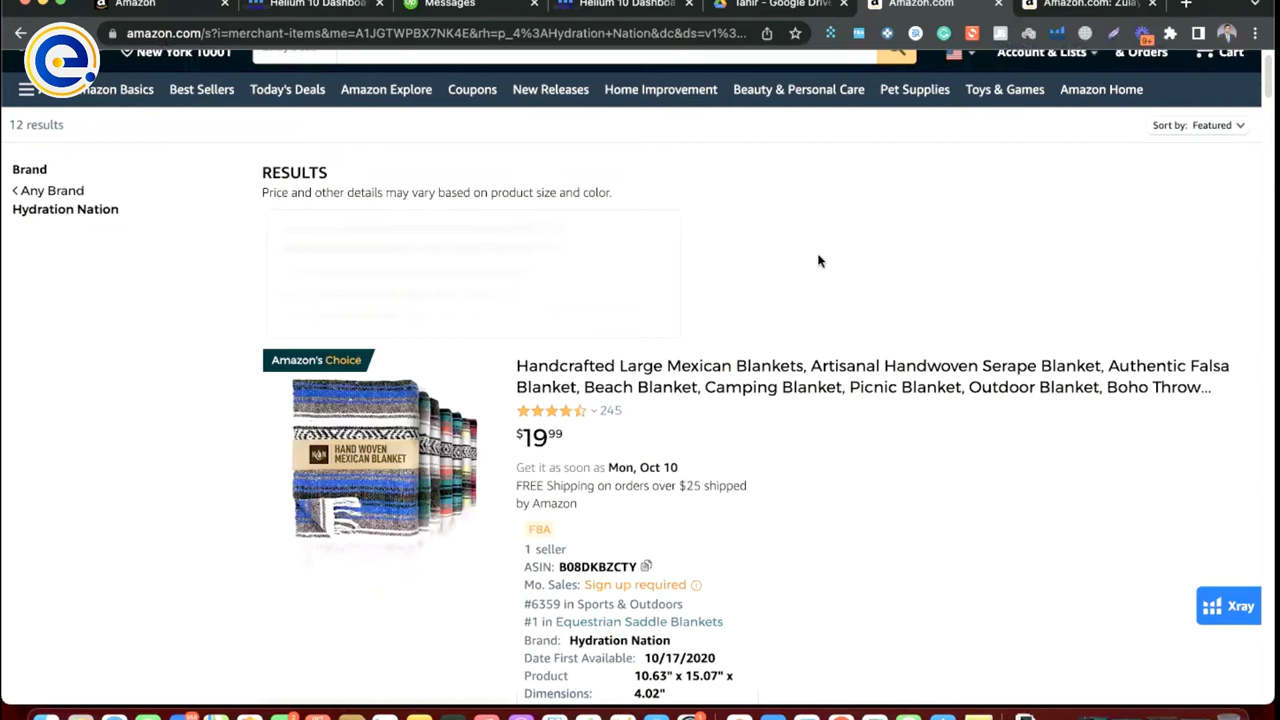 Amazon
Helium 10 Dashboa
Messages
Helium 10 Dashboa
Tahir - Google Drive
Amazon.com
Amazon.com: Zulay
amazon.com/s?i=merchant-items&me=A1JGTWPBX7NK4E&rh=p_4%3AHydration+Nation&dc&ds=v1%3...
9+
New York 10001
Account & Lists
& Orders
Cart
Amazon Basics
Best Sellers
Today's Deals
Amazon Explore
Coupons
New Releases
Home Improvement
Beauty & Personal Care
Pet Supplies
Toys & Games
Amazon Home
12 results
Sort by: Featured
Brand
Any Brand
Hydration Nation
RESULTS
Price and other details may vary based on product size and color.
Amazon's Choice
HAND WOVEN
MEXICAN BLANKET
Handcrafted Large Mexican Blankets, Artisanal Handwoven Serape Blanket, Authentic Falsa
Blanket, Beach Blanket, Camping Blanket, Picnic Blanket, Outdoor Blanket, Boho Throw...
245
$19 99
Get it as soon as Mon, Oct 10
FREE Shipping on orders over $25 shipped
by Amazon
FBA
1 seller
ASIN: B08DKBZCTY
Mo. Sales: Sign up required
#6359 in Sports & Outdoors
#1 in Equestrian Saddle Blankets
Brand: Hydration Nation
Date First Available: 10/17/2020
Product 10.63" x 15.07" x
Dimensions: 4.02"
Xray